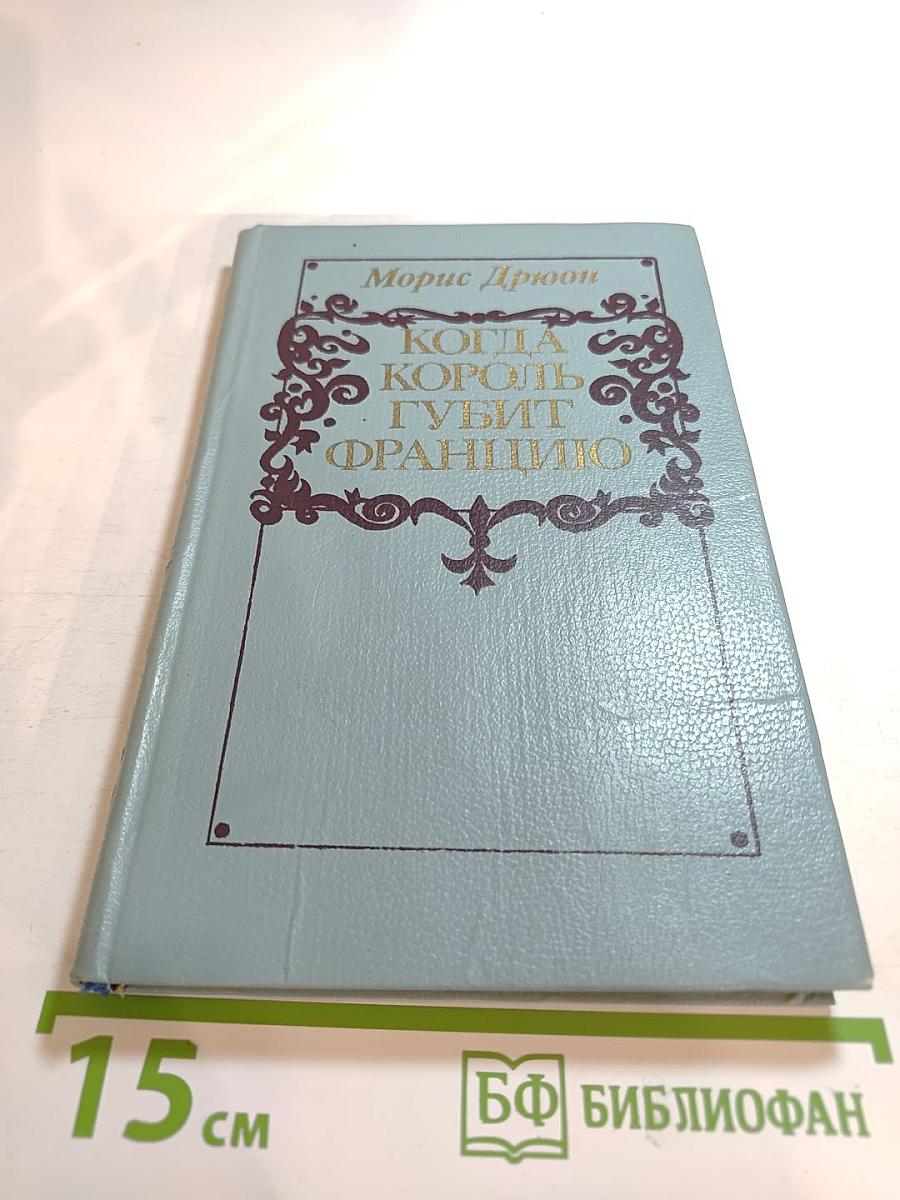 Морис Дрюон
КОГДА
КОРОЛЬ
ГУБИТ
ФРАНЦИЮ
15 см
БФ БИБЛИОФАН